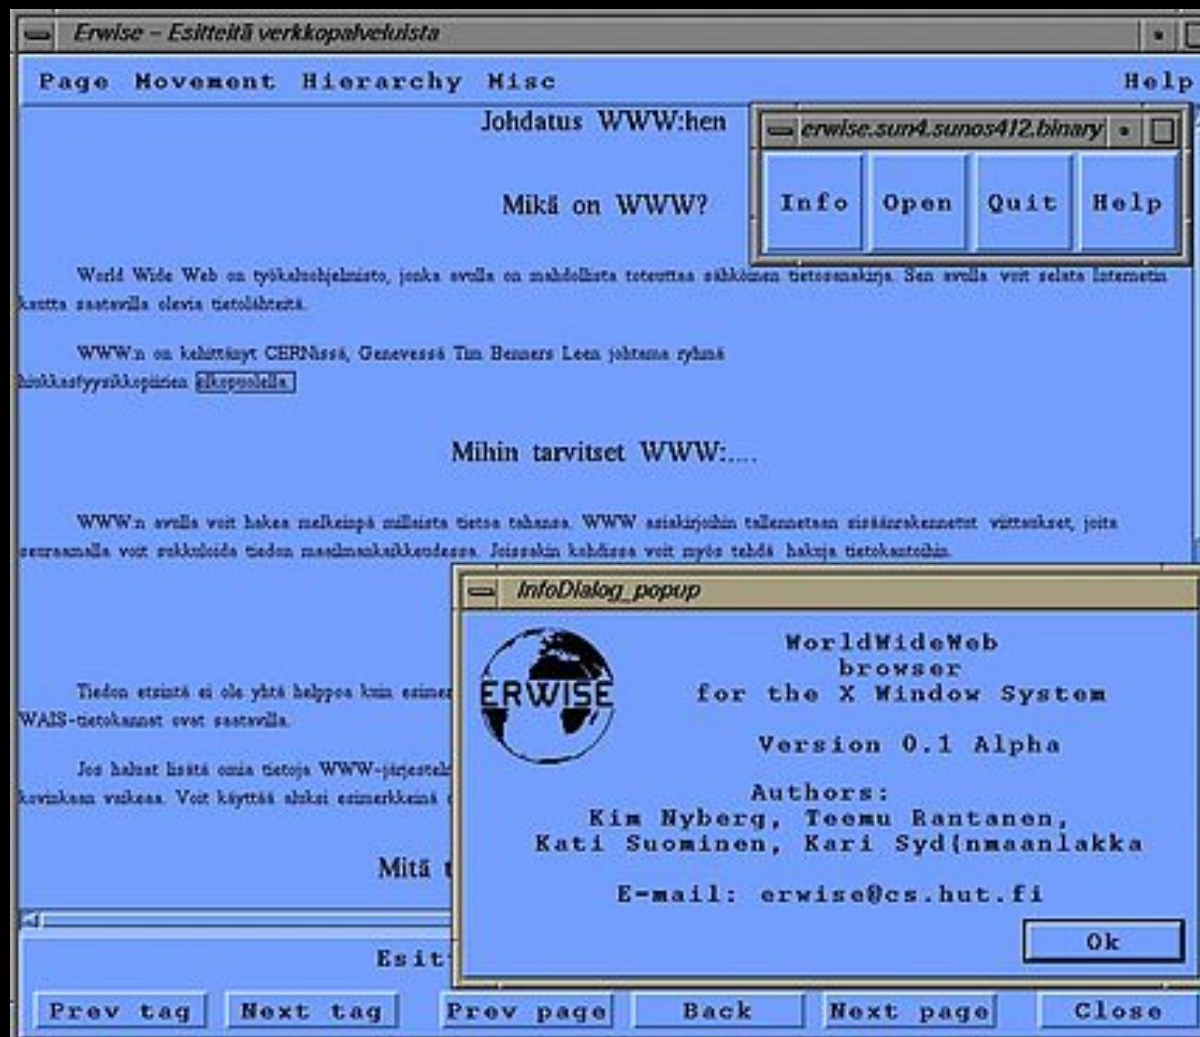 Erwise – Esitteitä verkkopalveluista
Page Movement Hierarchy Misc Help
Johdatus WWW:hen
erwise.sun4.sunos412.binary
Info Open Quit Help
Mikä on WWW?
World Wide Web on työkaluohjelmisto, jonka avulla on mahdollista toteuttaa sähköinen tietosanakirja. Sen avulla voit selata Internetin
kautta saatavilla olevia tietolähteitä.
WWW:n on kehittänyt CERNissä, Genevessä Tim Benners Leen johtama ryhmä
hiukkasfyysikkopiirien ulkopuolella.
Mihin tarvitset WWW:....
WWW:n avulla voit hakea melkeinpä millaista tietoa tahansa. WWW asiakirjoihin tallennetaan sisäänrakennetut viittaukset, joita
seuraamalla voit sukkuloida tiedon maailmankaikkeudessa. Joissakin kohdissa voit myös tehdä hakuja tietokantoihin.
InfoDialog_popup
ERWISE
WorldWideWeb
browser
for the X Window System
Version 0.1 Alpha
Authors:
Kim Nyberg, Teemu Rantanen,
Kati Suominen, Kari Syd{nmaanlakka
E-mail: erwise@cs.hut.fi
Ok
Tiedon etsintä ei ole yhtä helppoa kuin esimer
WAIS-tietokannat ovat saatavilla.
Jos haluat lisätä omia tietoja WWW-järjestel
kovinkaan vaikeaa. Voit käyttää aluksi esimerkkeinä
Mitä t
Esit
Prev tag Next tag Prev page Back Next page Close